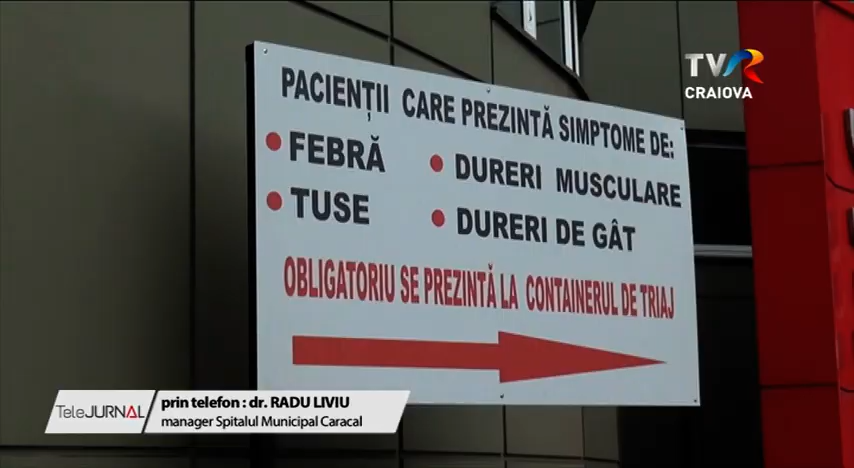 TVR
CRAIOVA
PACIENȚII CARE PREZINTĂ SIMPTOME DE:
FEBRĂ
TUSE
DURERI MUSCULARE
DURERI DE GÂT
OBLIGATORIU SE PREZINTĂ LA CONTAINERUL DE TRIAJ
TeleJURNAL
prin telefon : dr. RADU LIVIU
manager Spitalul Municipal Caracal